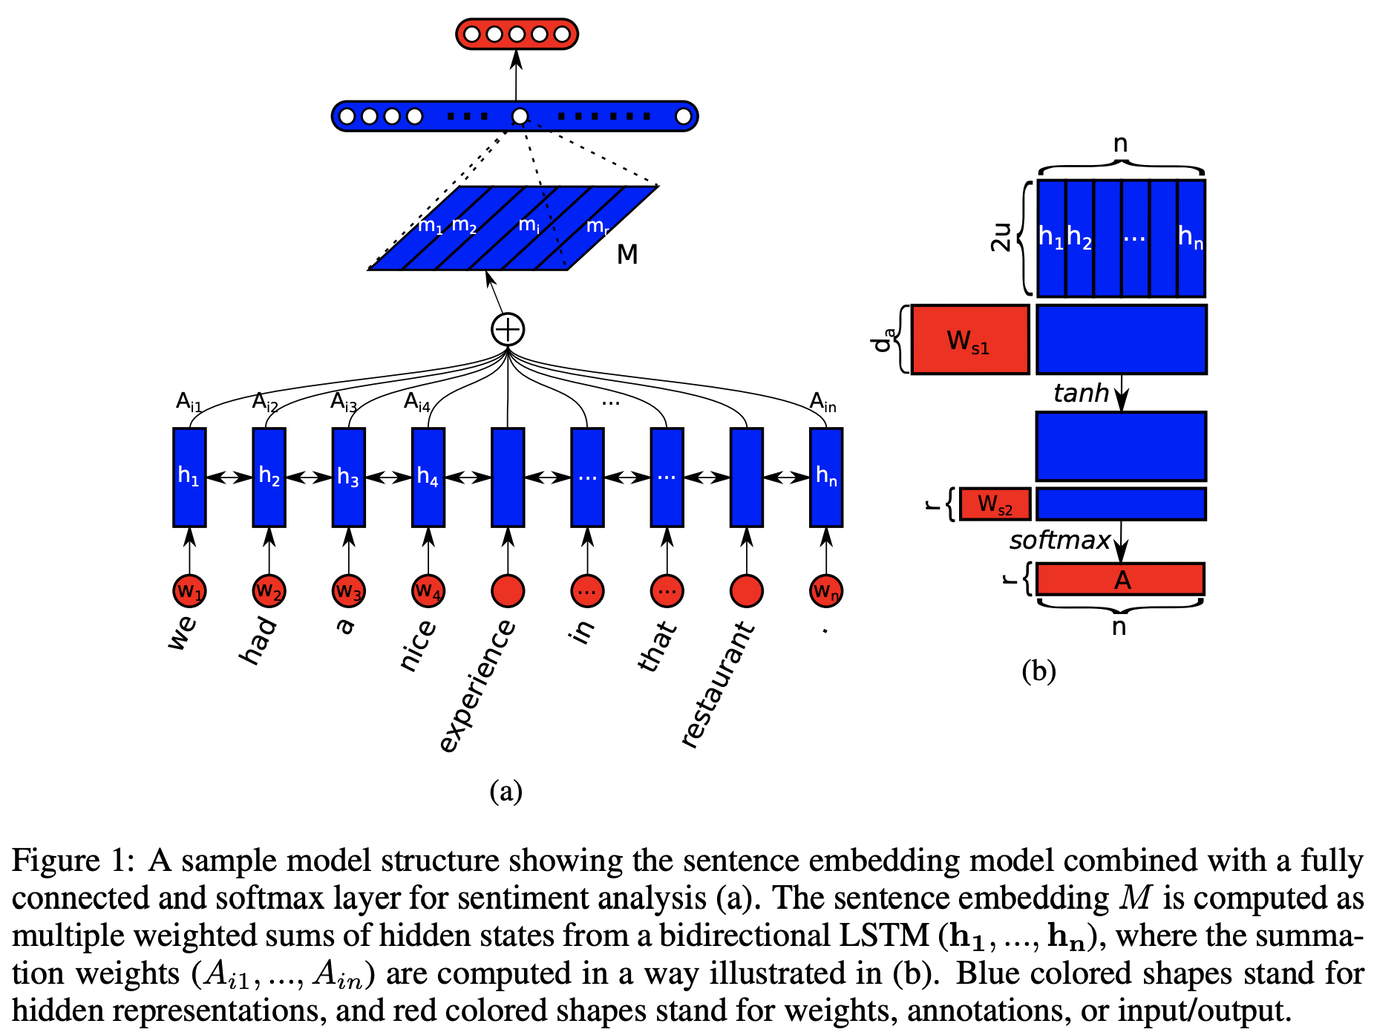 m1 m2 mi mr
M
Ai1 Ai2 Ai3 Ai4 ... Ain
h1 h2 h3 h4 ... ... hn
w1 w2 w3 w4 ... ... wn
we had a nice experience in that restaurant .
(a)
n
2u
h1 h2 ... hn
da
Ws1
tanh
r
Ws2
softmax
r
A
n
(b)
Figure 1: A sample model structure showing the sentence embedding model combined with a fully
connected and softmax layer for sentiment analysis (a). The sentence embedding M is computed as
multiple weighted sums of hidden states from a bidirectional LSTM (h1, ..., hn), where the summa-
tion weights (Ai1, ..., Ain) are computed in a way illustrated in (b). Blue colored shapes stand for
hidden representations, and red colored shapes stand for weights, annotations, or input/output.